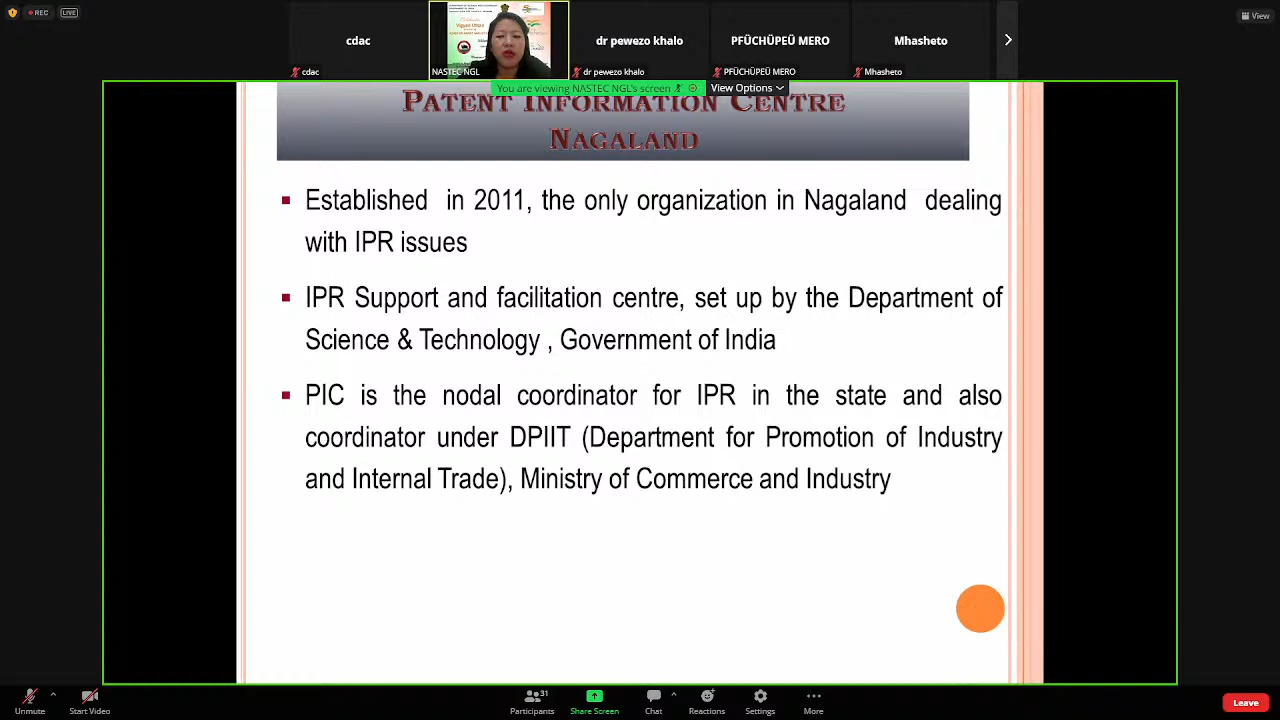 REC
LIVE
View
cdac
dr pewezo khalo
PFÜCHÜPEÜ MERO
Mhasheto
cdac
NASTEC NGL
dr pewezo khalo
PFÜCHÜPEÜ MERO
Mhasheto
You are viewing NASTEC NGL's screen
View Options
PATENT INFORMATION CENTRE
NAGALAND
Established in 2011, the only organization in Nagaland dealing
with IPR issues
IPR Support and facilitation centre, set up by the Department of
Science & Technology , Government of India
PIC is the nodal coordinator for IPR in the state and also
coordinator under DPIIT (Department for Promotion of Industry
and Internal Trade), Ministry of Commerce and Industry
Unmute
Start Video
31
Participants
Share Screen
Chat
Reactions
Settings
More
Leave